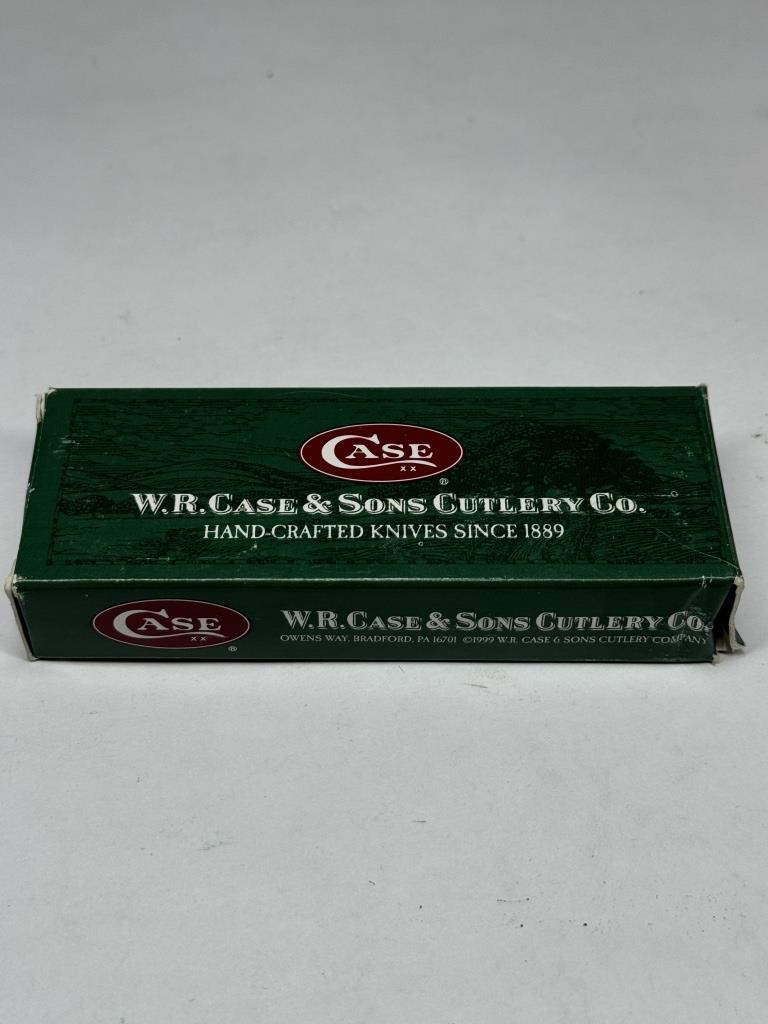 CASE
XX
®
W.R. CASE & SONS CUTLERY CO.
HAND-CRAFTED KNIVES SINCE 1889
CASE
XX
®
W.R. CASE & SONS CUTLERY CO.
OWENS WAY, BRADFORD, PA 16701 ©1999 W.R. CASE & SONS CUTLERY COMPANY